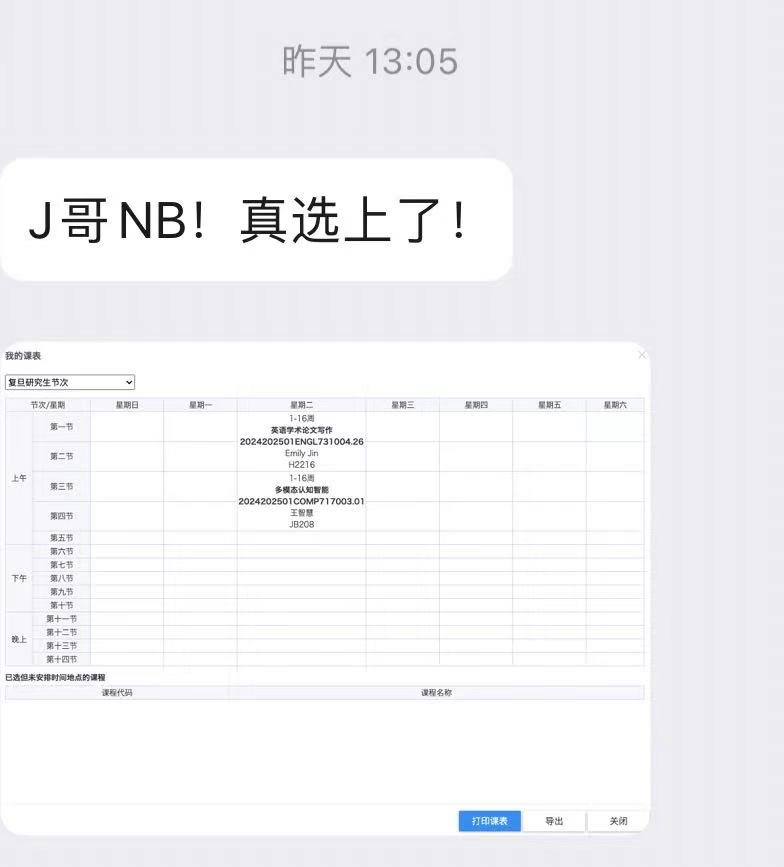 昨天 13:05
J哥NB！真选上了！
我的课表
复旦研究生节次
节次/星期 星期日 星期一 星期二 星期三 星期四 星期五 星期六
上午
第一节
1-16周
英语学术论文写作
2024202501ENGL731004.26
第二节
Emily Jin
H2216
第三节
1-16周
多模态认知智能
2024202501COMP717003.01
第四节
王智慧
JB208
第五节
下午
第六节
第七节
第八节
第九节
第十节
晚上
第十一节
第十二节
第十三节
第十四节
已选但未安排时间地点的课程
课程代码 课程名称
打印课表 导出 关闭